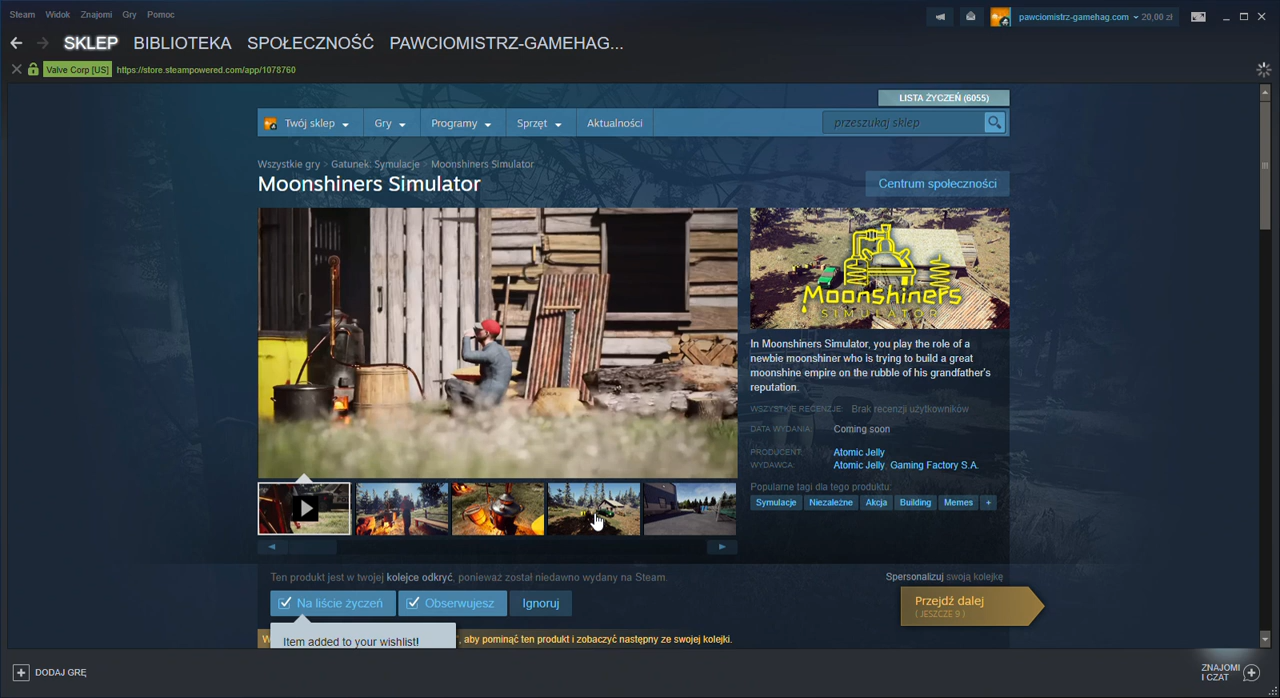 Steam Widok Znajomi Gry Pomoc
pawciomistrz-gamehag.com 20,00 zł
SKLEP BIBLIOTEKA SPOŁECZNOŚĆ PAWCIOMISTRZ-GAMEHAG...
Valve Corp [US] https://store.steampowered.com/app/1078760
LISTA ŻYCZEŃ (6055)
Twój sklep Gry Programy Sprzęt Aktualności przeszukaj sklep
Wszystkie gry > Gatunek: Symulacje > Moonshiners Simulator
Moonshiners Simulator
Centrum społeczności
Moonshiners
SIMULATOR
In Moonshiners Simulator, you play the role of a
newbie moonshiner who is trying to build a great
moonshine empire on the rubble of his grandfather's
reputation.
WSZYSTKIE RECENZJE: Brak recenzji użytkowników
DATA WYDANIA: Coming soon
PRODUCENT: Atomic Jelly
WYDAWCA: Atomic Jelly, Gaming Factory S.A.
Popularne tagi dla tego produktu:
Symulacje Niezależne Akcja Building Memes +
Ten produkt jest w twojej kolejce odkryć, ponieważ został niedawno wydany na Steam.
Spersonalizuj swoją kolejkę
Na liście życzeń Obserwujesz Ignoruj
Przejdź dalej
( JESZCZE 9 )
Item added to your wishlist!
, aby pominąć ten produkt i zobaczyć następny ze swojej kolejki.
DODAJ GRĘ
ZNAJOMI
I CZAT